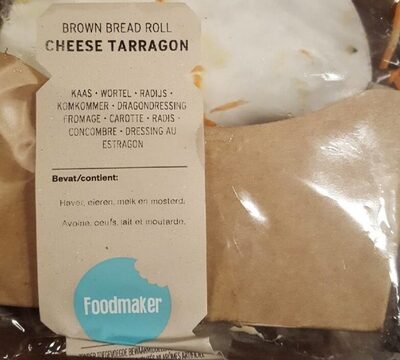 BROWN BREAD ROLL
CHEESE TARRAGON
KAAS • WORTEL • RADIJS •
KOMKOMMER • DRAGONDRESSING
FROMAGE • CAROTTE • RADIS •
CONCOMBRE • DRESSING AU
ESTRAGON
Bevat/contient:
Haver, eieren, melk en mosterd.
Avoine, oeufs, lait et moutarde.
Foodmaker